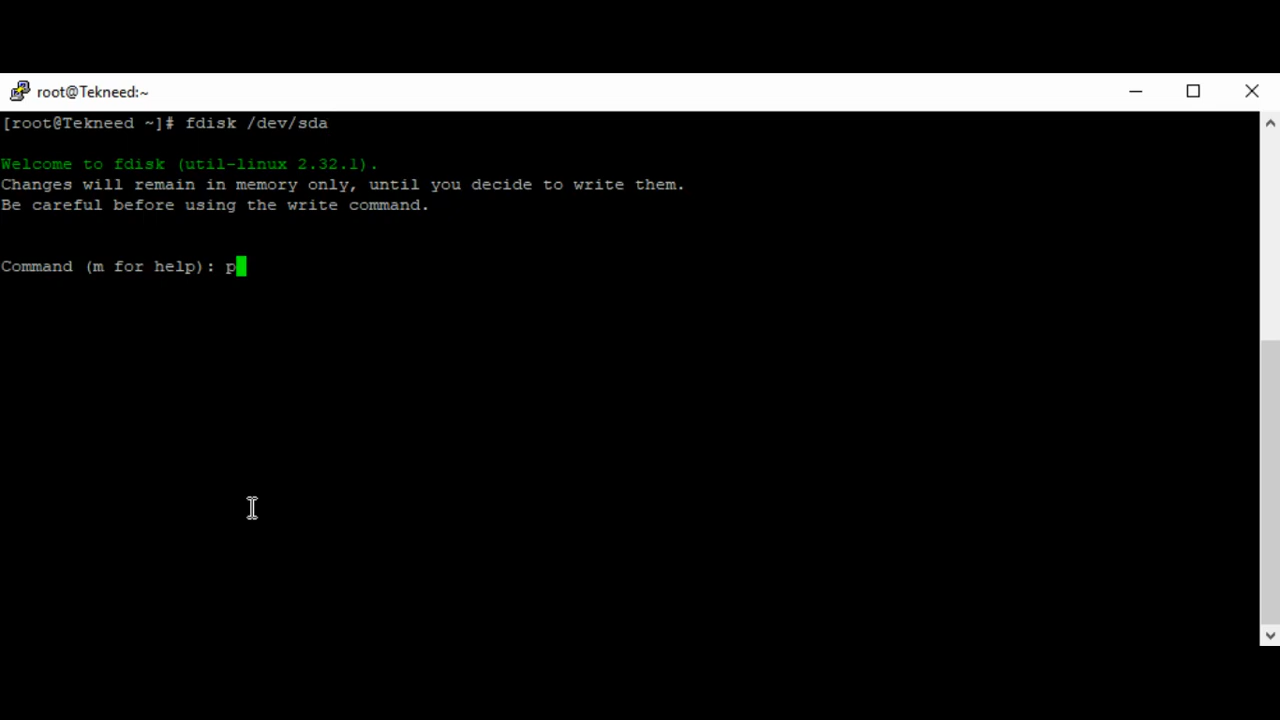 root@Tekneed:~
[root@Tekneed ~]# fdisk /dev/sda
Welcome to fdisk (util-linux 2.32.1).
Changes will remain in memory only, until you decide to write them.
Be careful before using the write command.
Command (m for help): p